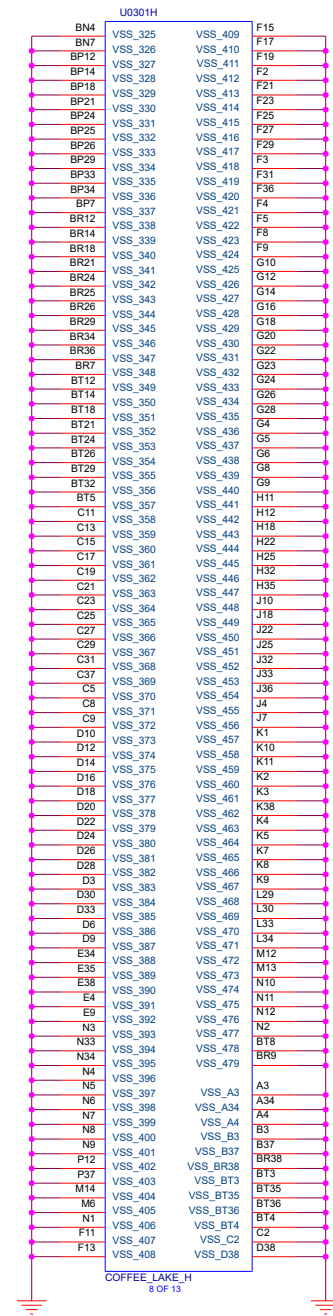 U0301H
BN4 VSS_325 VSS_409 F15
BN7 VSS_326 VSS_410 F17
BP12 VSS_327 VSS_411 F19
BP14 VSS_328 VSS_412 F2
BP18 VSS_329 VSS_413 F21
BP21 VSS_330 VSS_414 F23
BP24 VSS_331 VSS_415 F25
BP25 VSS_332 VSS_416 F27
BP26 VSS_333 VSS_417 F29
BP29 VSS_334 VSS_418 F3
BP33 VSS_335 VSS_419 F31
BP34 VSS_336 VSS_420 F36
BP7 VSS_337 VSS_421 F4
BR12 VSS_338 VSS_422 F5
BR14 VSS_339 VSS_423 F8
BR18 VSS_340 VSS_424 F9
BR21 VSS_341 VSS_425 G10
BR24 VSS_342 VSS_426 G12
BR25 VSS_343 VSS_427 G14
BR26 VSS_344 VSS_428 G16
BR29 VSS_345 VSS_429 G18
BR34 VSS_346 VSS_430 G20
BR36 VSS_347 VSS_431 G22
BR7 VSS_348 VSS_432 G23
BT12 VSS_349 VSS_433 G24
BT14 VSS_350 VSS_434 G26
BT18 VSS_351 VSS_435 G28
BT21 VSS_352 VSS_436 G4
BT24 VSS_353 VSS_437 G5
BT26 VSS_354 VSS_438 G6
BT29 VSS_355 VSS_439 G8
BT32 VSS_356 VSS_440 G9
BT5 VSS_357 VSS_441 H11
C11 VSS_358 VSS_442 H12
C13 VSS_359 VSS_443 H18
C15 VSS_360 VSS_444 H22
C17 VSS_361 VSS_445 H25
C19 VSS_362 VSS_446 H32
C21 VSS_363 VSS_447 H35
C23 VSS_364 VSS_448 J10
C25 VSS_365 VSS_449 J18
C27 VSS_366 VSS_450 J22
C29 VSS_367 VSS_451 J25
C31 VSS_368 VSS_452 J32
C37 VSS_369 VSS_453 J33
C5 VSS_370 VSS_454 J36
C8 VSS_371 VSS_455 J4
C9 VSS_372 VSS_456 J7
D10 VSS_373 VSS_457 K1
D12 VSS_374 VSS_458 K10
D14 VSS_375 VSS_459 K11
D16 VSS_376 VSS_460 K2
D18 VSS_377 VSS_461 K3
D20 VSS_378 VSS_462 K38
D22 VSS_379 VSS_463 K4
D24 VSS_380 VSS_464 K5
D26 VSS_381 VSS_465 K7
D28 VSS_382 VSS_466 K8
D3 VSS_383 VSS_467 K9
D30 VSS_384 VSS_468 L29
D33 VSS_385 VSS_469 L30
D6 VSS_386 VSS_470 L33
D9 VSS_387 VSS_471 L34
E34 VSS_388 VSS_472 M12
E35 VSS_389 VSS_473 M13
E38 VSS_390 VSS_474 N10
E4 VSS_391 VSS_475 N11
E9 VSS_392 VSS_476 N12
N3 VSS_393 VSS_477 N2
N33 VSS_394 VSS_478 BT8
N34 VSS_395 VSS_479 BR9
N4 VSS_396
N5 VSS_397 VSS_A3 A3
N6 VSS_398 VSS_A34 A34
N7 VSS_399 VSS_A4 A4
N8 VSS_400 VSS_B3 B3
N9 VSS_401 VSS_B37 B37
P12 VSS_402 VSS_BR38 BR38
P37 VSS_403 VSS_BT3 BT3
M14 VSS_404 VSS_BT35 BT35
M6 VSS_405 VSS_BT36 BT36
N1 VSS_406 VSS_BT4 BT4
F11 VSS_407 VSS_C2 C2
F13 VSS_408 VSS_D38 D38
COFFEE_LAKE_H
8 OF 13